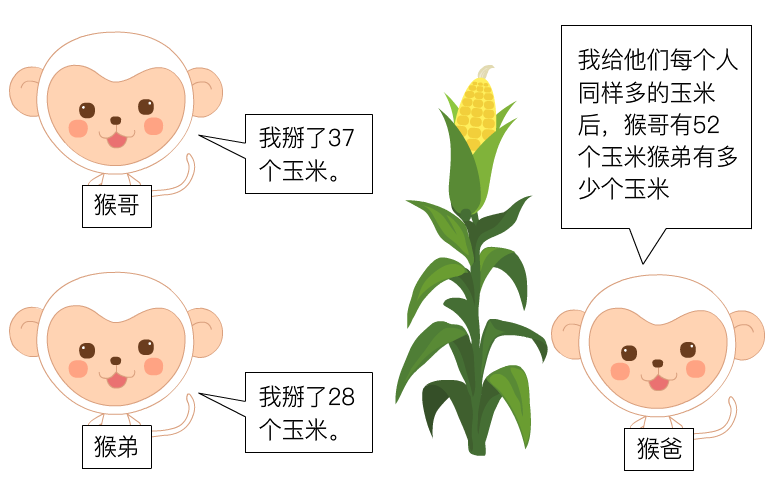 我掰了37
个玉米。
猴哥
我给他们每个人
同样多的玉米
后，猴哥有52
个玉米猴弟有多
少个玉米
我掰了28
个玉米。
猴弟
猴爸